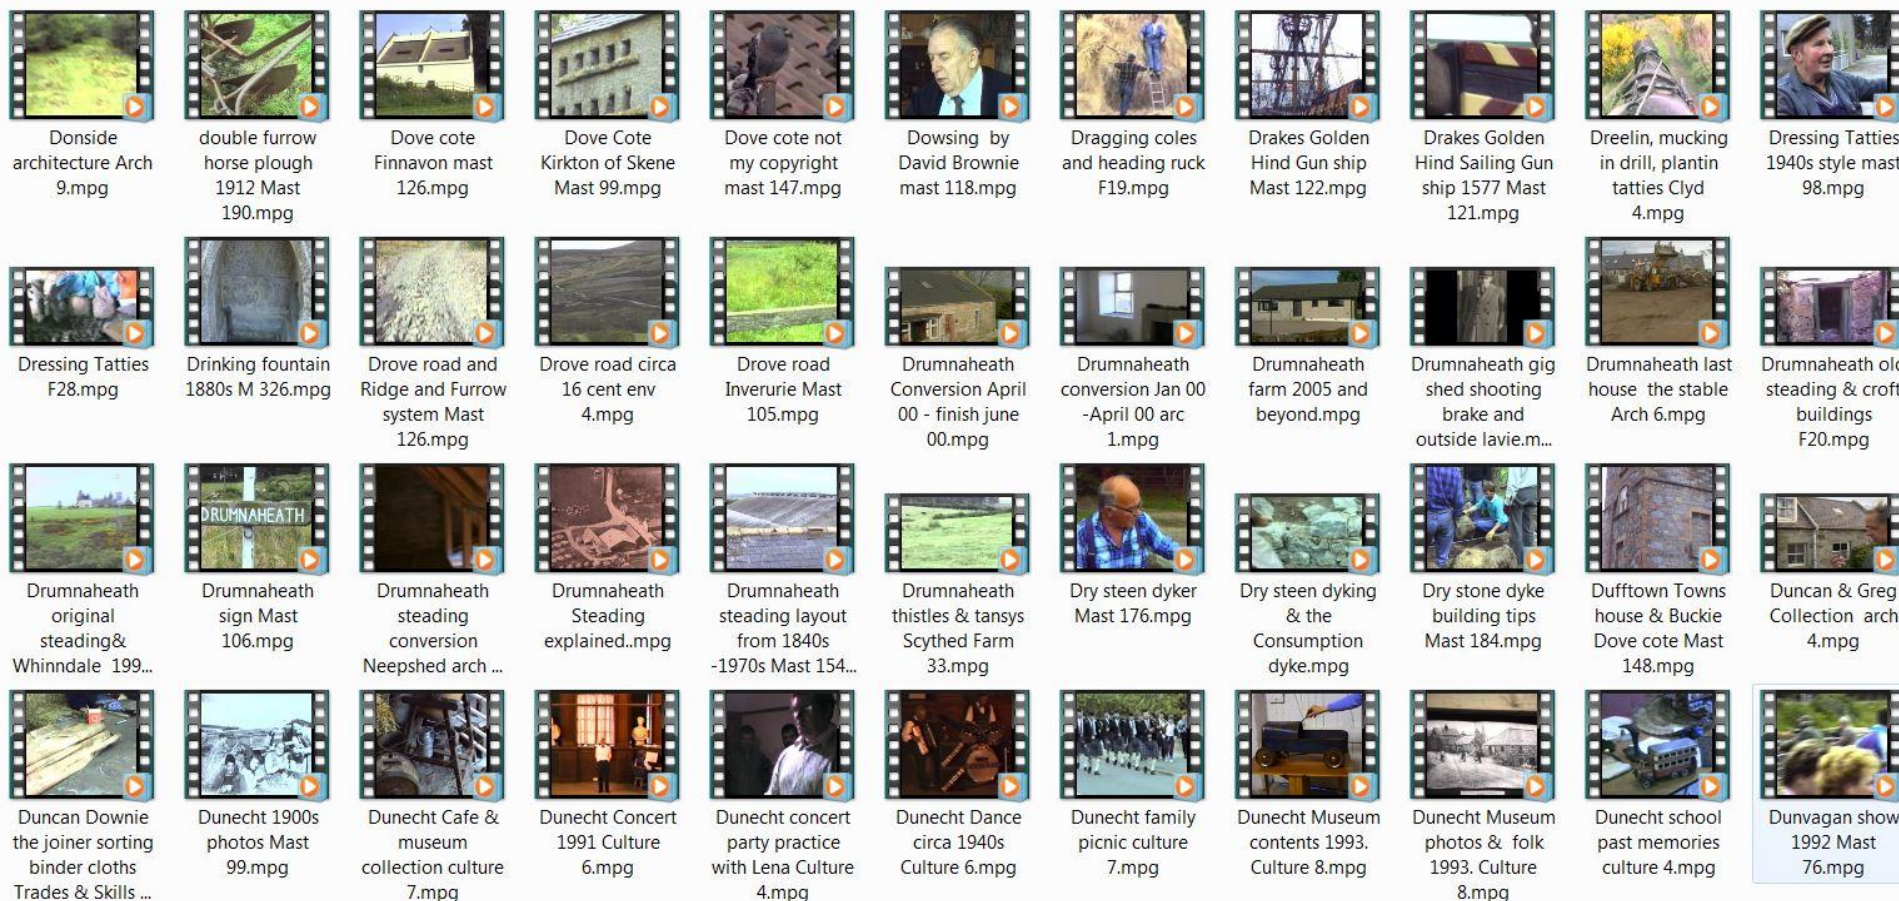 Donside
architecture Arch
9.mpg
double furrow
horse plough
1912 Mast
190.mpg
Dove cote
Finnavon mast
126.mpg
Dove Cote
Kirkton of Skene
Mast 99.mpg
Dove cote not
my copyright
mast 147.mpg
Dowsing by
David Brownie
mast 118.mpg
Dragging coles
and heading ruck
F19.mpg
Drakes Golden
Hind Gun ship
Mast 122.mpg
Drakes Golden
Hind Sailing Gun
ship 1577 Mast
121.mpg
Dreelin, mucking
in drill, plantin
tatties Clyd
4.mpg
Dressing Tatties
1940s style mast
98.mpg
Dressing Tatties
F28.mpg
Drinking fountain
1880s M 326.mpg
Drove road and
Ridge and Furrow
system Mast
126.mpg
Drove road circa
16 cent env
4.mpg
Drove road
Inverurie Mast
105.mpg
Drumnaheath
Conversion April
00 - finish june
00.mpg
Drumnaheath
conversion Jan 00
-April 00 arc
1.mpg
Drumnaheath
farm 2005 and
beyond.mpg
Drumnaheath gig
shed shooting
brake and
outside lavie.m...
Drumnaheath last
house the stable
Arch 6.mpg
Drumnaheath old
steading & croft
buildings
F20.mpg
Drumnaheath
original
steading&
Whinndale 199...
DRUMNAHEATH
Drumnaheath
sign Mast
106.mpg
Drumnaheath
steading
conversion
Neepshed arch ...
Drumnaheath
Steading
explained..mpg
Drumnaheath
steading layout
from 1840s
-1970s Mast 154...
Drumnaheath
thistles & tansys
Scythed Farm
33.mpg
Dry steen dyker
Mast 176.mpg
Dry steen dyking
& the
Consumption
dyke.mpg
Dry stone dyke
building tips
Mast 184.mpg
Dufftown Towns
house & Buckie
Dove cote Mast
148.mpg
Duncan & Greg
Collection arch
4.mpg
Duncan Downie
the joiner sorting
binder cloths
Trades & Skills ...
Dunecht 1900s
photos Mast
99.mpg
Dunecht Cafe &
museum
collection culture
7.mpg
Dunecht Concert
1991 Culture
6.mpg
Dunecht concert
party practice
with Lena Culture
4.mpg
Dunecht Dance
circa 1940s
Culture 6.mpg
Dunecht family
picnic culture
7.mpg
Dunecht Museum
contents 1993.
Culture 8.mpg
Dunecht Museum
photos & folk
1993. Culture
8.mpg
Dunecht school
past memories
culture 4.mpg
Dunvagan show
1992 Mast
76.mpg